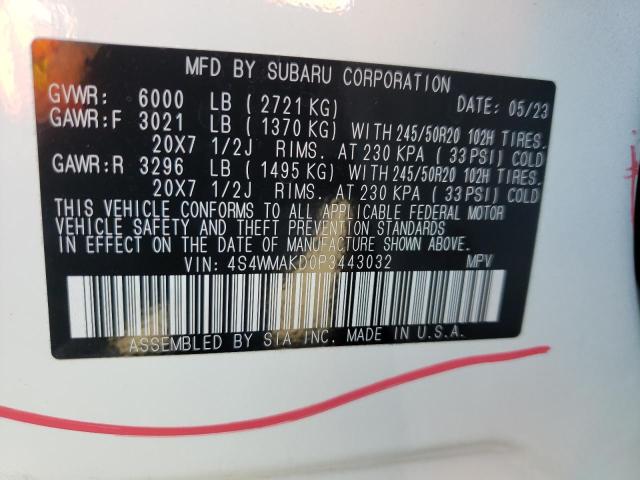 MFD BY SUBARU CORPORATION
GVWR: 6000 LB ( 2721 KG) DATE: 05/23
GAWR:F 3021 LB ( 1370 KG) WITH 245/50R20 102H TIRES.
20X7 1/2J RIMS. AT 230 KPA ( 33 PSI) COLD
GAWR:R 3296 LB ( 1495 KG) WITH 245/50R20 102H TIRES.
20X7 1/2J RIMS. AT 230 KPA ( 33 PSI) COLD
THIS VEHICLE CONFORMS TO ALL APPLICABLE FEDERAL MOTOR
VEHICLE SAFETY AND THEFT PREVENTION STANDARDS
IN EFFECT ON THE DATE OF MANUFACTURE SHOWN ABOVE.
VIN: 4S4WMAKD0P3443032 MPV
ASSEMBLED BY SIA INC. MADE IN U.S.A.